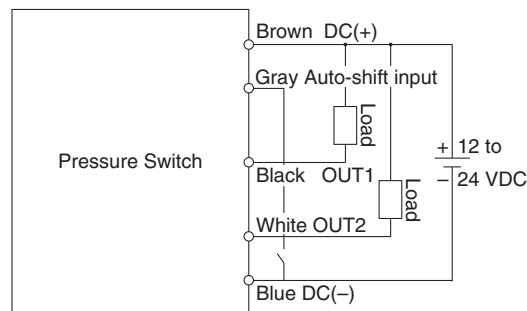 Brown DC(+)
Gray Auto-shift input
Load
Pressure Switch
+ 12 to
− 24 VDC
Black OUT1
Load
White OUT2
Blue DC(−)